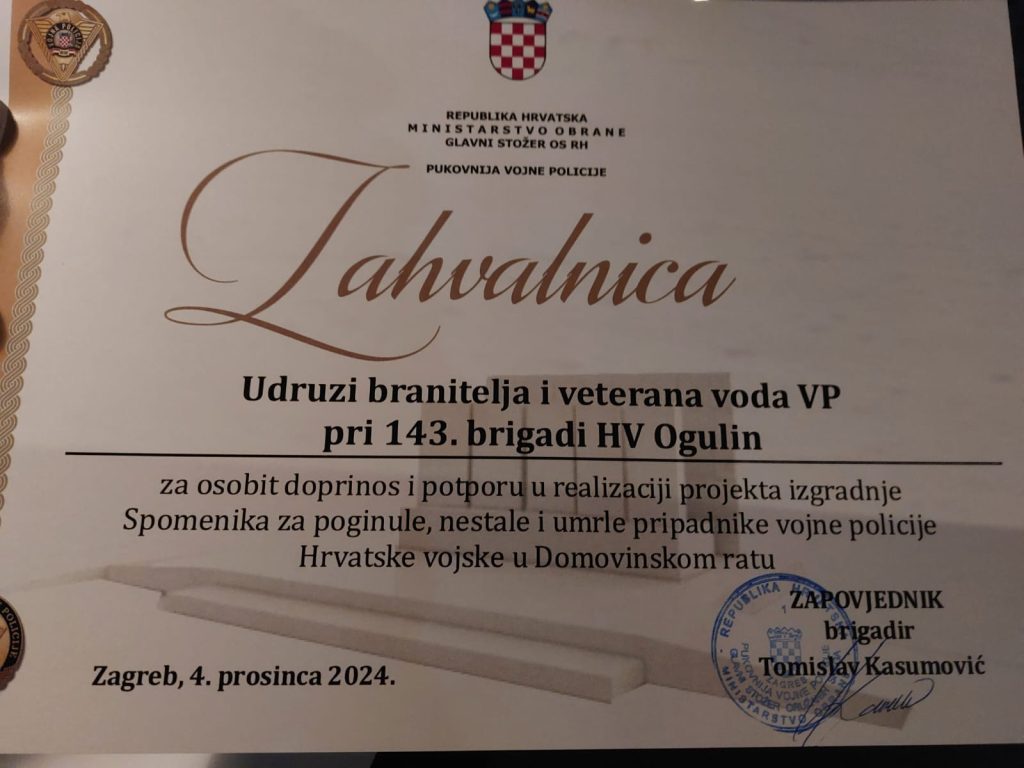 REPUBLIKA HRVATSKA
MINISTARSTVO OBRANE
GLAVNI STOŽER OS RH
PUKOVNIJA VOJNE POLICIJE
Zahvalnica
Udruzi branitelja i veterana voda VP
pri 143. brigadi HV Ogulin
za osobit doprinos i potporu u realizaciji projekta izgradnje
Spomenika za poginule, nestale i umrle pripadnike vojne policije
Hrvatske vojske u Domovinskom ratu
ZAPOVJEDNIK
brigadir
Tomislav Kasumović
Zagreb, 4. prosinca 2024.